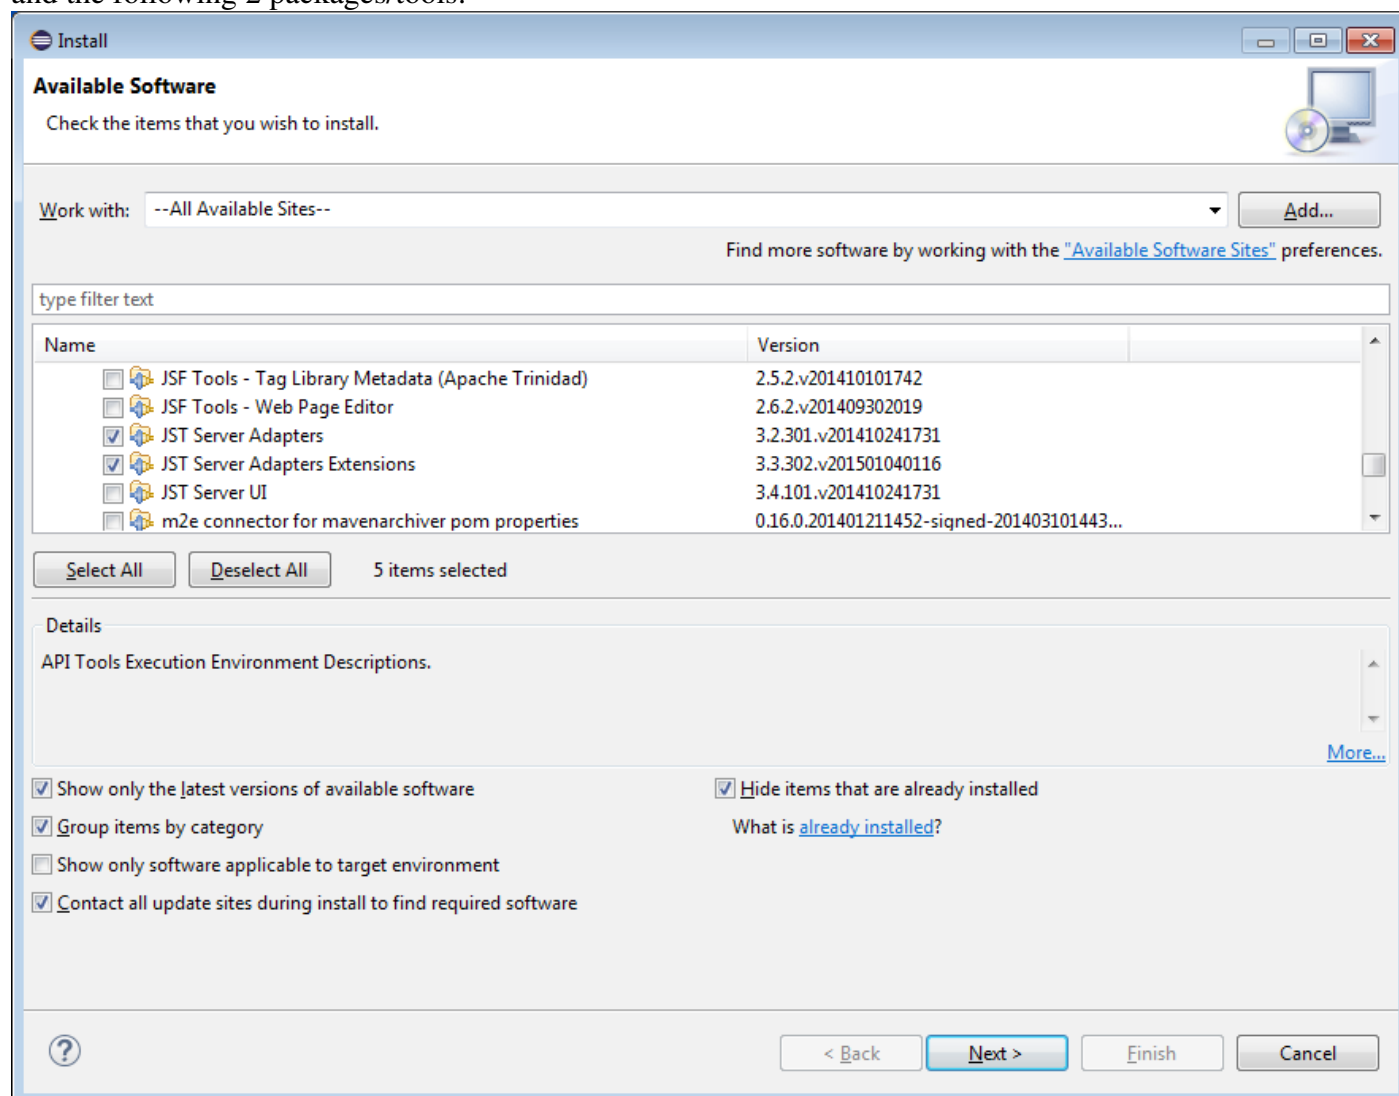 and the following 2 packages/tools:
Install
Available Software
Check the items that you wish to install.
Work with: --All Available Sites-- Add...
Find more software by working with the "Available Software Sites" preferences.
type filter text
Name Version
JSF Tools - Tag Library Metadata (Apache Trinidad) 2.5.2.v201410101742
JSF Tools - Web Page Editor 2.6.2.v201409302019
JST Server Adapters 3.2.301.v201410241731
JST Server Adapters Extensions 3.3.302.v201501040116
JST Server UI 3.4.101.v201410241731
m2e connector for mavenarchiver pom properties 0.16.0.201401211452-signed-201403101443...
Select All Deselect All 5 items selected
Details
API Tools Execution Environment Descriptions.
More...
Show only the latest versions of available software Hide items that are already installed
Group items by category What is already installed?
Show only software applicable to target environment
Contact all update sites during install to find required software
? < Back Next > Finish Cancel